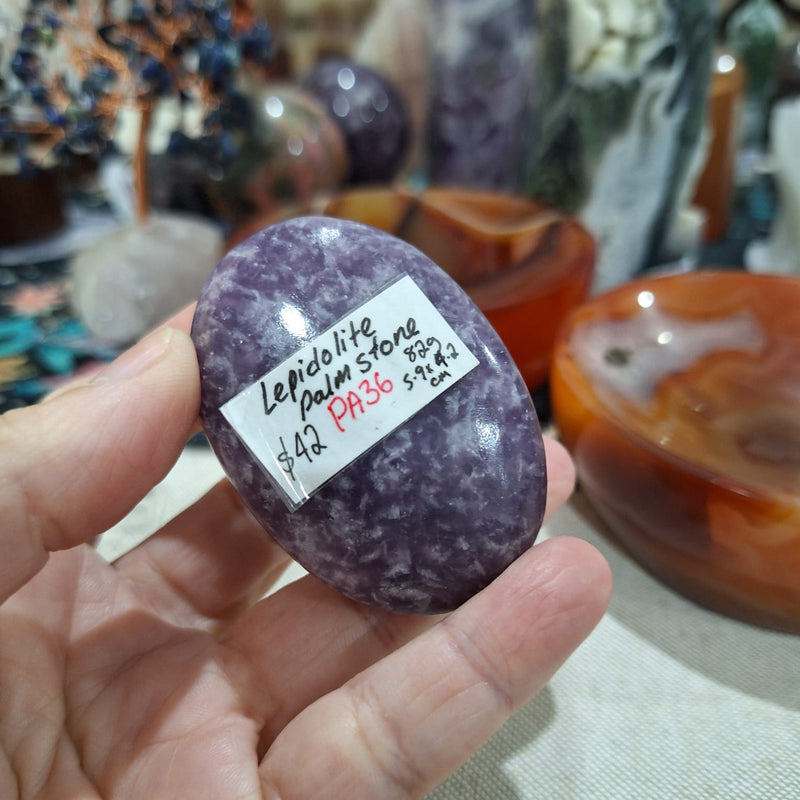 Lepidolite
palm stone
PA36
82g
5.9x4.2
cm
$42